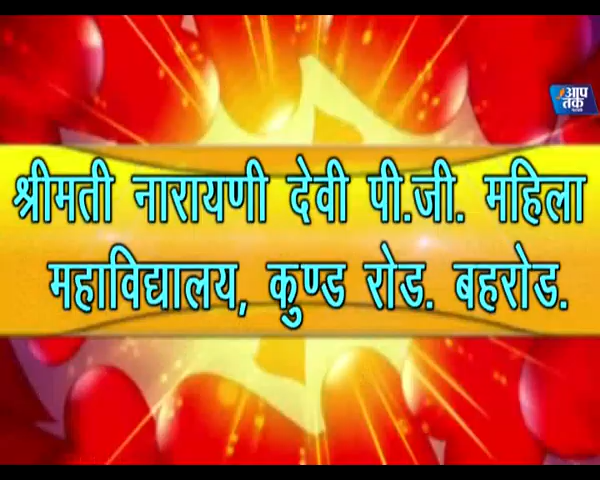 आप
तक
श्रीमती नारायणी देवी पी.जी. महिला
महाविद्यालय, कुण्ड रोड. बहरोड.